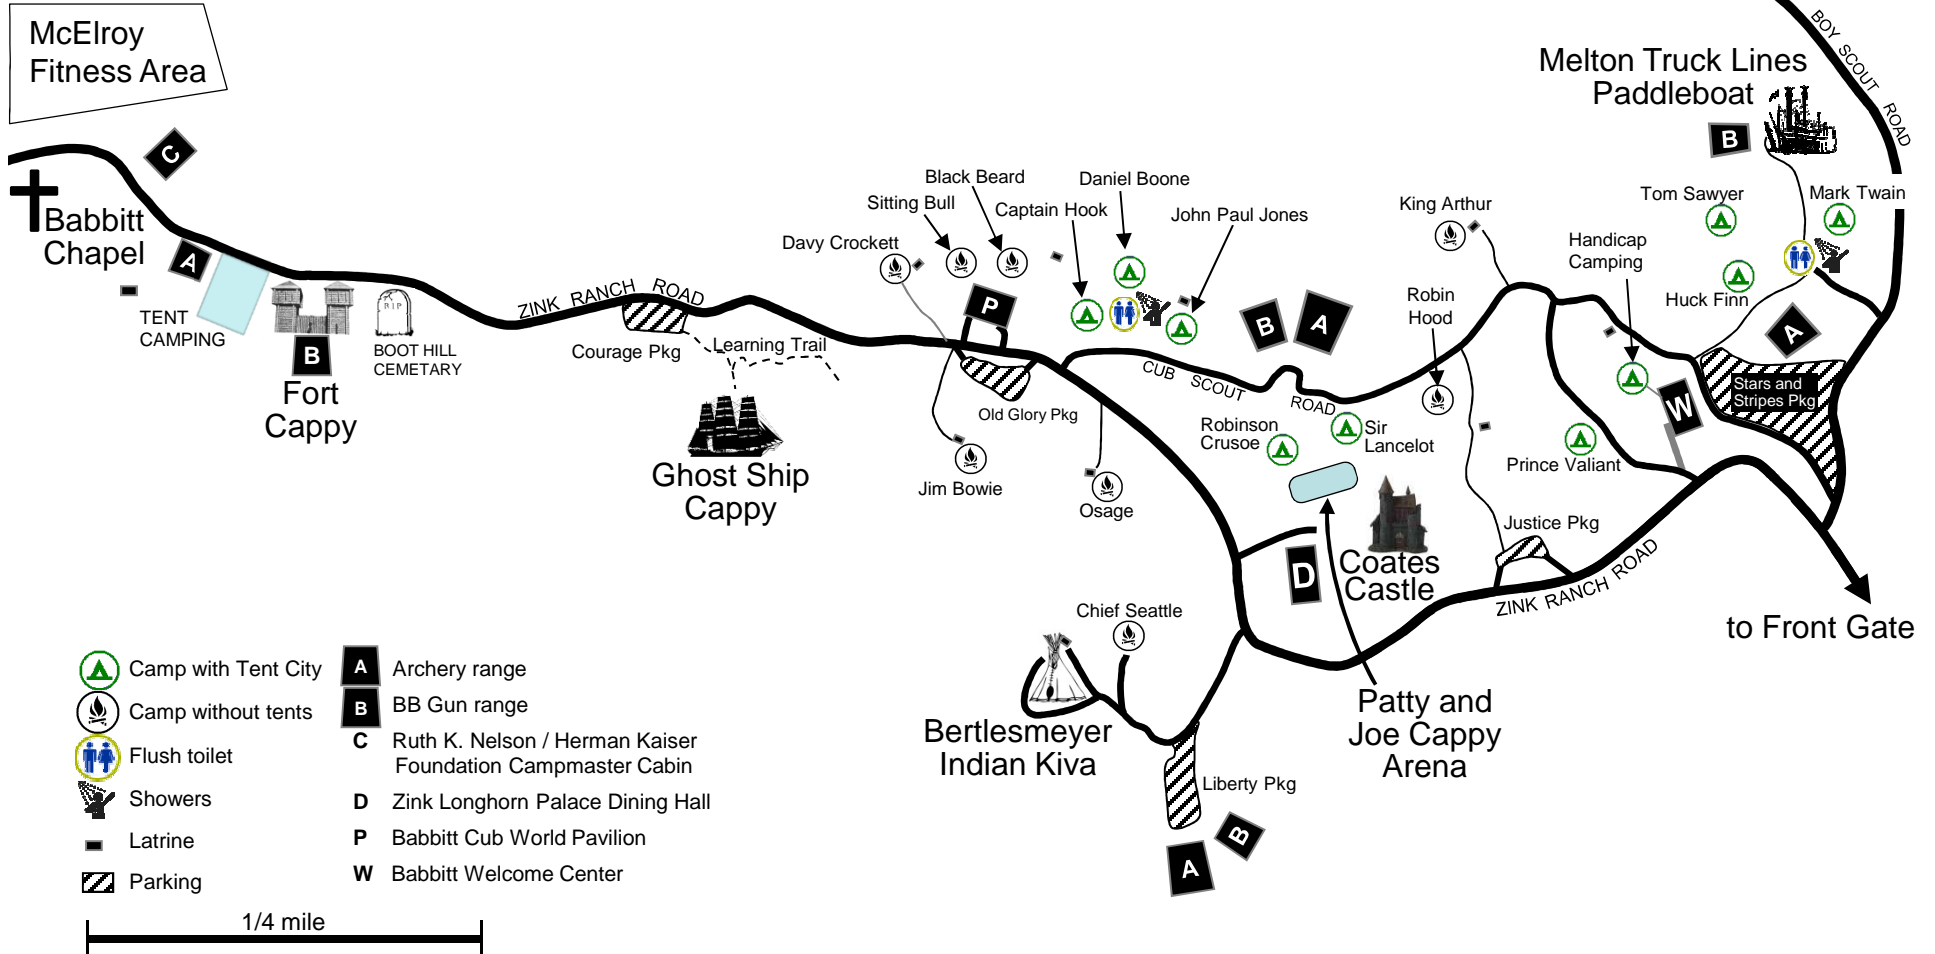 McElroy
Fitness Area
C
Babbitt
Chapel
A
TENT
CAMPING
B
Fort
Cappy
RIP
BOOT HILL
CEMETARY
ZINK RANCH ROAD
Courage Pkg
Learning Trail
Ghost Ship
Cappy
Davy Crockett
Sitting Bull
Black Beard
Captain Hook
Daniel Boone
John Paul Jones
P
Old Glory Pkg
Jim Bowie
Osage
CUB SCOUT ROAD
B
A
King Arthur
Robin
Hood
Robinson
Crusoe
Sir
Lancelot
D
Coates
Castle
Patty and
Joe Cappy
Arena
Chief Seattle
Bertlesmeyer
Indian Kiva
Liberty Pkg
A
B
Justice Pkg
ZINK RANCH ROAD
Prince Valiant
Handicap
Camping
W
Stars and
Stripes Pkg
A
Huck Finn
Tom Sawyer
Mark Twain
B
Melton Truck Lines
Paddleboat
BOY SCOUT ROAD
to Front Gate
Camp with Tent City
Camp without tents
Flush toilet
Showers
Latrine
Parking
A Archery range
B BB Gun range
C Ruth K. Nelson / Herman Kaiser
Foundation Campmaster Cabin
D Zink Longhorn Palace Dining Hall
P Babbitt Cub World Pavilion
W Babbitt Welcome Center
1/4 mile